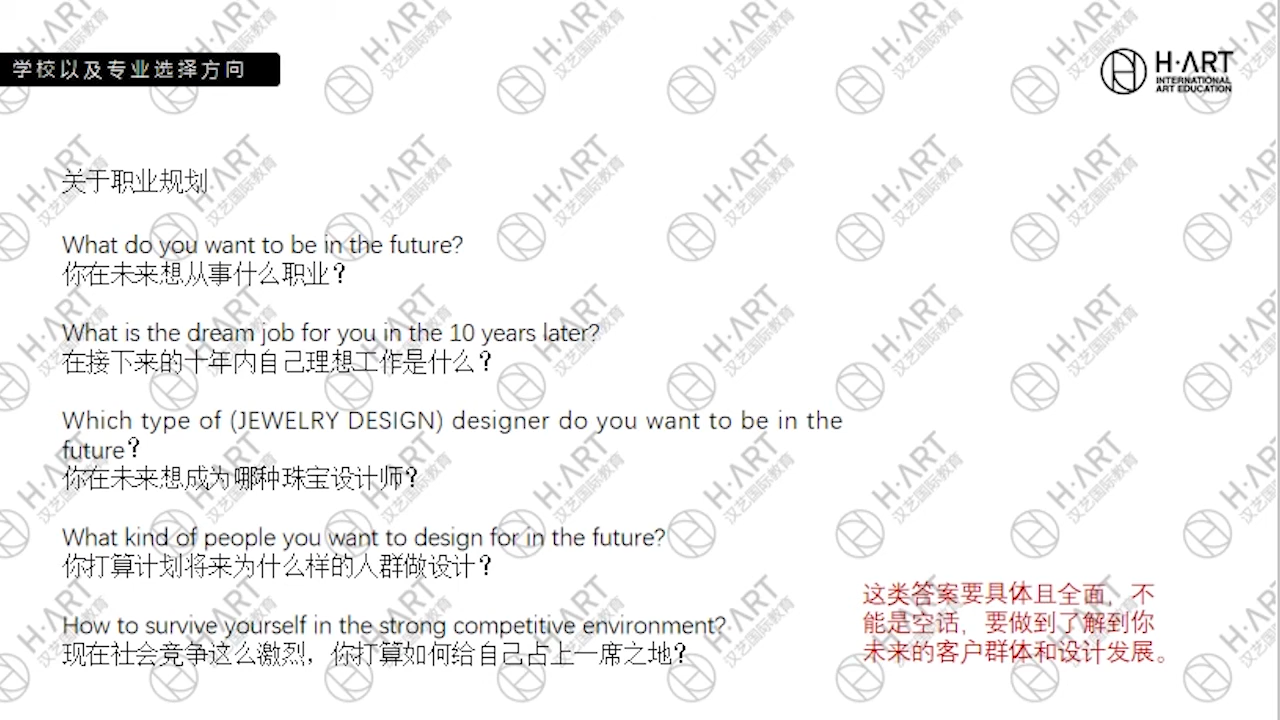 学校以及专业选择方向
H·ART
INTERNATIONAL
ART EDUCATION
关于职业规划
What do you want to be in the future?
你在未来想从事什么职业？
What is the dream job for you in the 10 years later?
在接下来的十年内自己理想工作是什么？
Which type of (JEWELRY DESIGN) designer do you want to be in the
future？
你在未来想成为哪种珠宝设计师？
What kind of people you want to design for in the future?
你打算计划将来为什么样的人群做设计？
How to survive yourself in the strong competitive environment?
现在社会竞争这么激烈，你打算如何给自己占上一席之地？
这类答案要具体且全面，不
能是空话，要做到了解到你
未来的客户群体和设计发展。
H·ART
汉艺国际教育